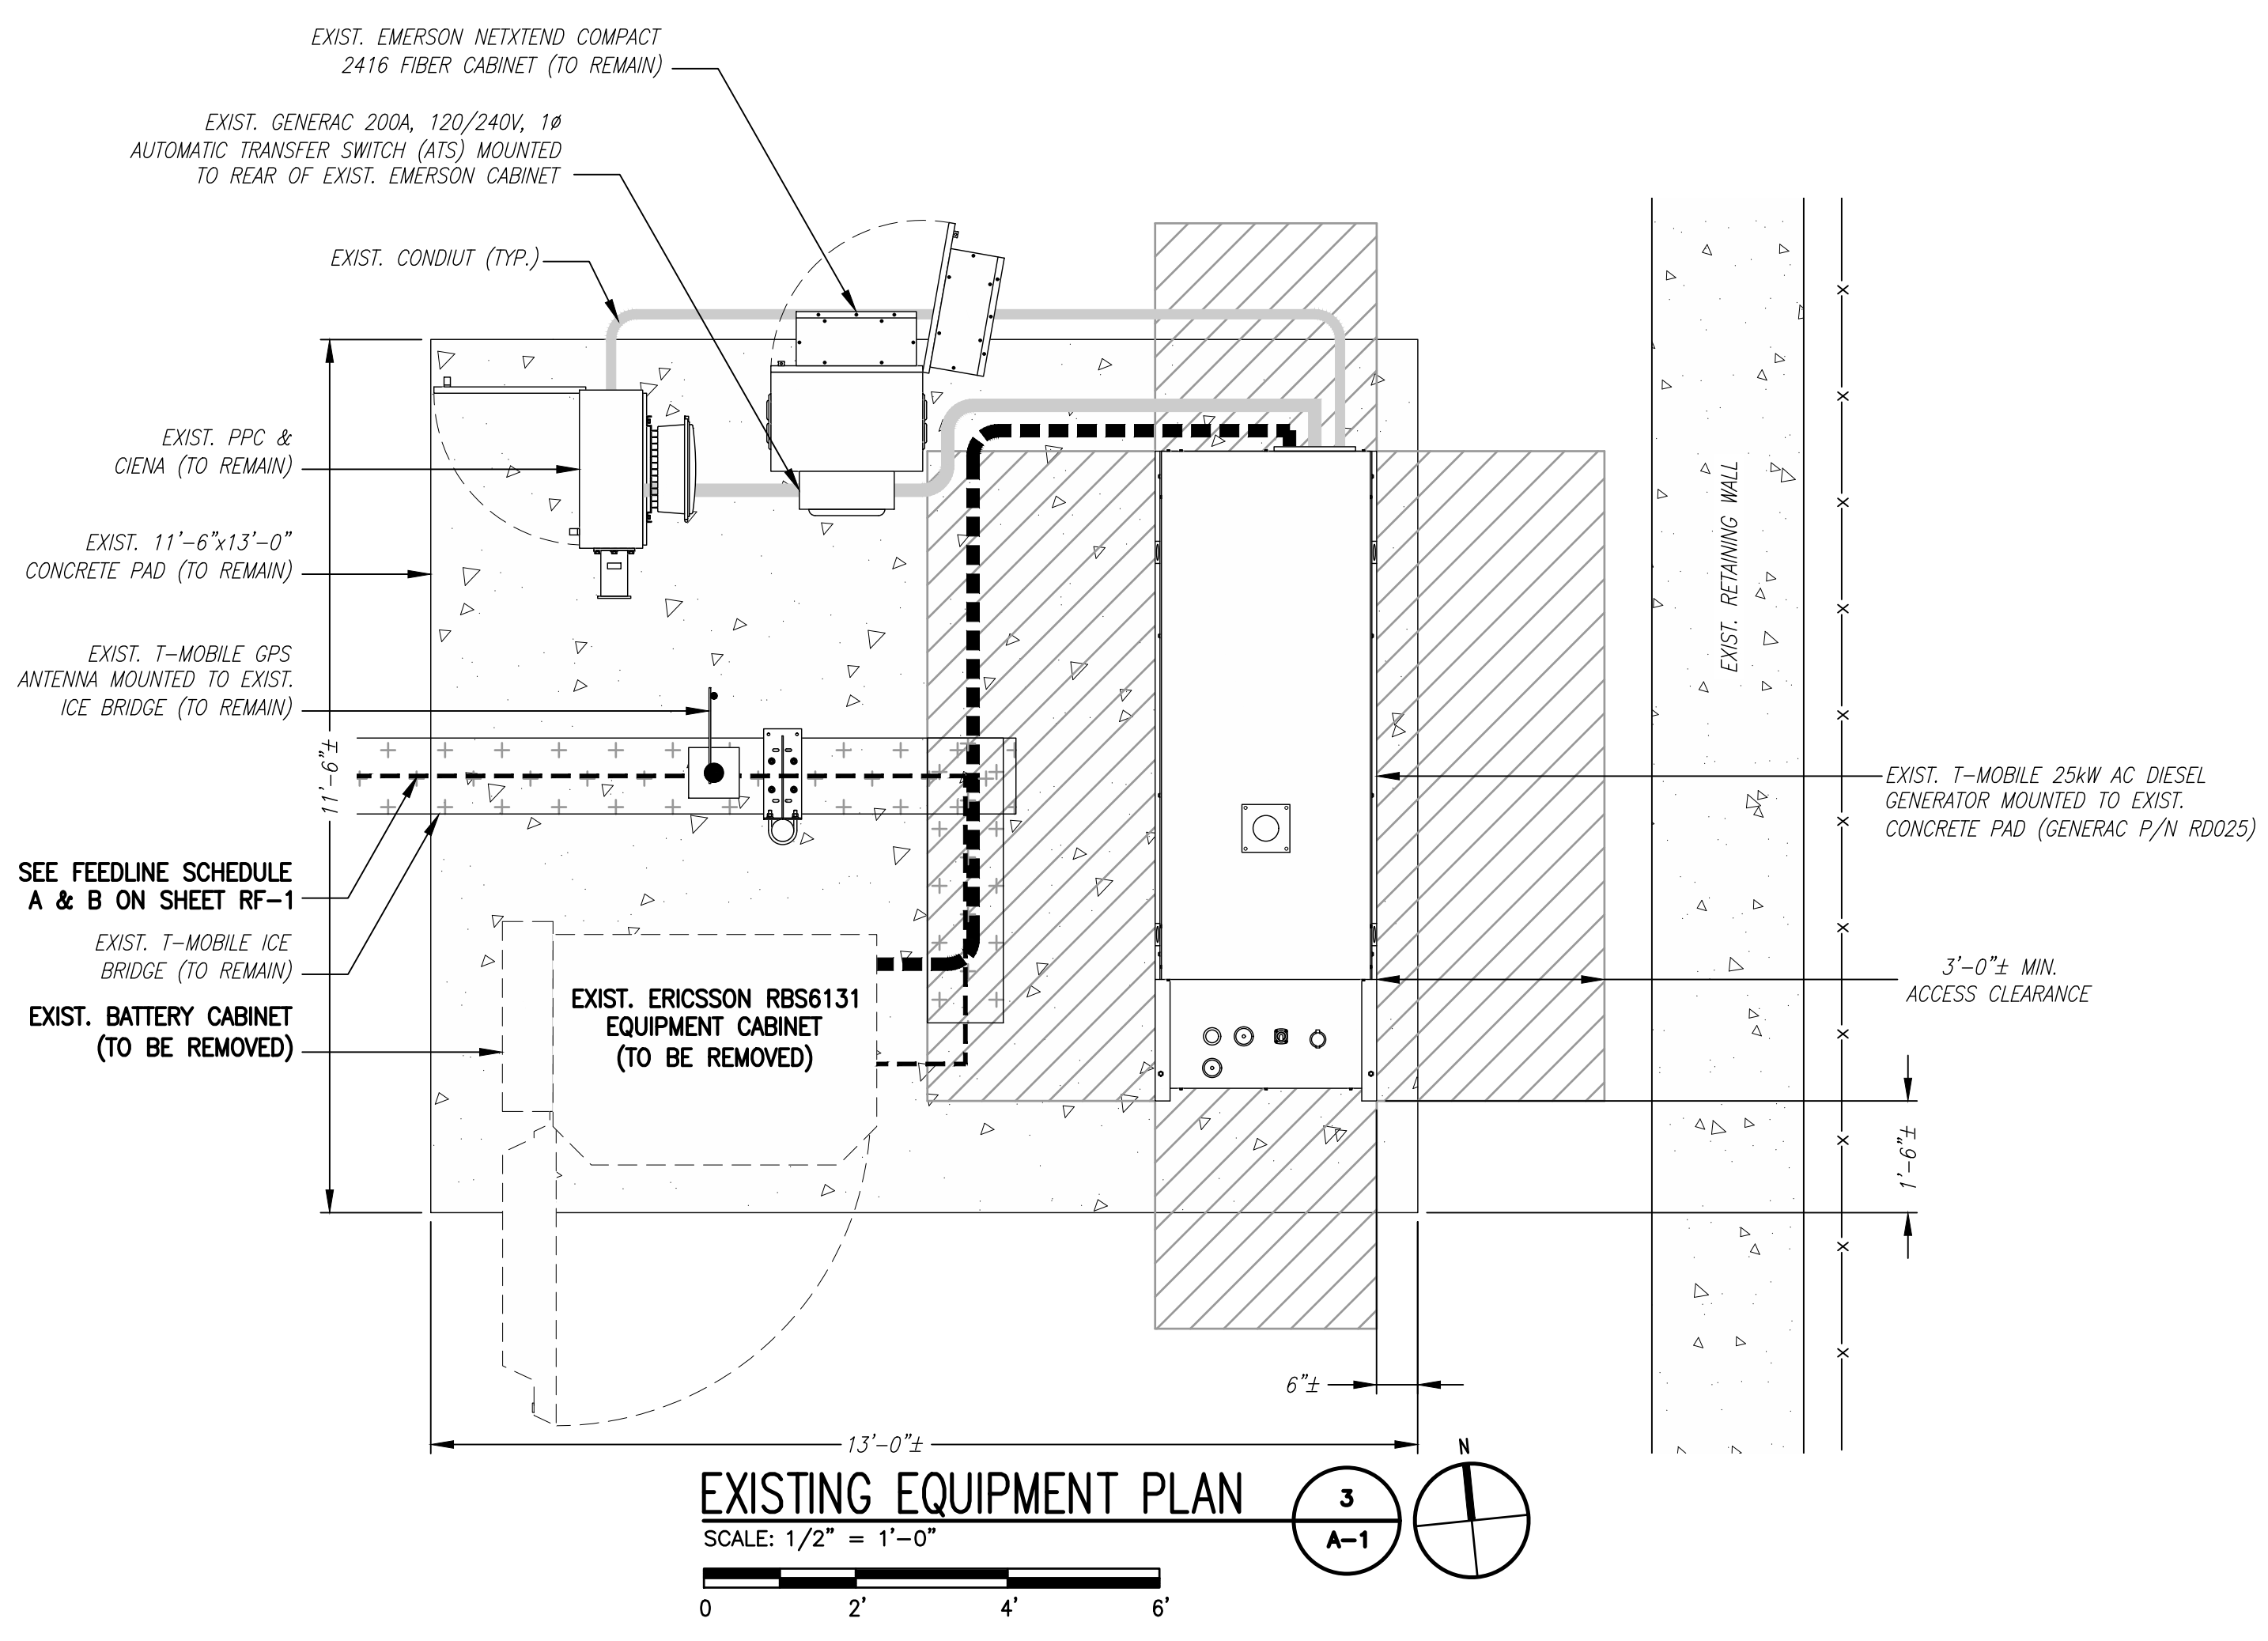 EXIST. EMERSON NETXTEND COMPACT
2416 FIBER CABINET (TO REMAIN)
EXIST. GENERAC 200A, 120/240V, 1ø
AUTOMATIC TRANSFER SWITCH (ATS) MOUNTED
TO REAR OF EXIST. EMERSON CABINET
EXIST. CONDIUT (TYP.)
EXIST. PPC &
CIENA (TO REMAIN)
EXIST. 11'-6"x13'-0"
CONCRETE PAD (TO REMAIN)
EXIST. T-MOBILE GPS
ANTENNA MOUNTED TO EXIST.
ICE BRIDGE (TO REMAIN)
11'-6"±
SEE FEEDLINE SCHEDULE
A & B ON SHEET RF-1
EXIST. T-MOBILE ICE
BRIDGE (TO REMAIN)
EXIST. BATTERY CABINET
(TO BE REMOVED)
EXIST. ERICSSON RBS6131
EQUIPMENT CABINET
(TO BE REMOVED)
EXIST. RETAINING WALL
X
X
X
X
X
X
X
X
X
X
X
EXIST. T-MOBILE 25kW AC DIESEL
GENERATOR MOUNTED TO EXIST.
CONCRETE PAD (GENERAC P/N RD025)
3'-0"± MIN.
ACCESS CLEARANCE
1'-6"±
6"±
13'-0"±
EXISTING EQUIPMENT PLAN
SCALE: 1/2" = 1'-0"
3
A-1
N
0 2' 4' 6'